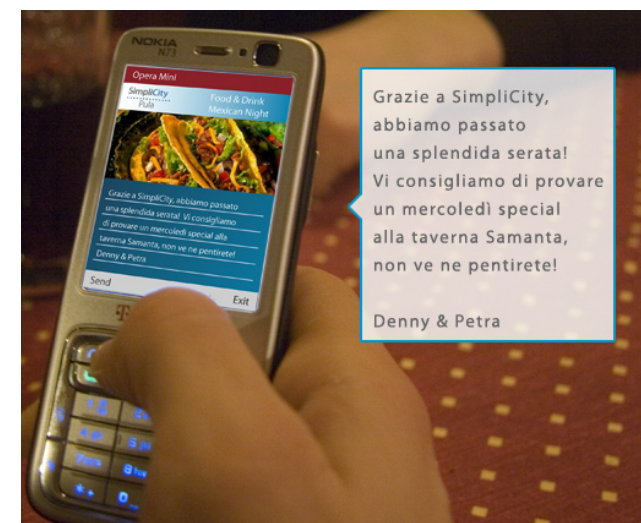 NOKIA
N73
Opera Mini
SimpliCity
Pula
Food & Drink
Mexican Night
Grazie a SimpliCity, abbiamo passato
una splendida serata! Vi consigliamo
di provare un mercoledì special alla
taverna Samanta, non ve ne pentirete!
Denny & Petra
Send
Exit
Grazie a SimpliCity,
abbiamo passato
una splendida serata!
Vi consigliamo di provare
un mercoledì special
alla taverna Samanta,
non ve ne pentirete!
Denny & Petra